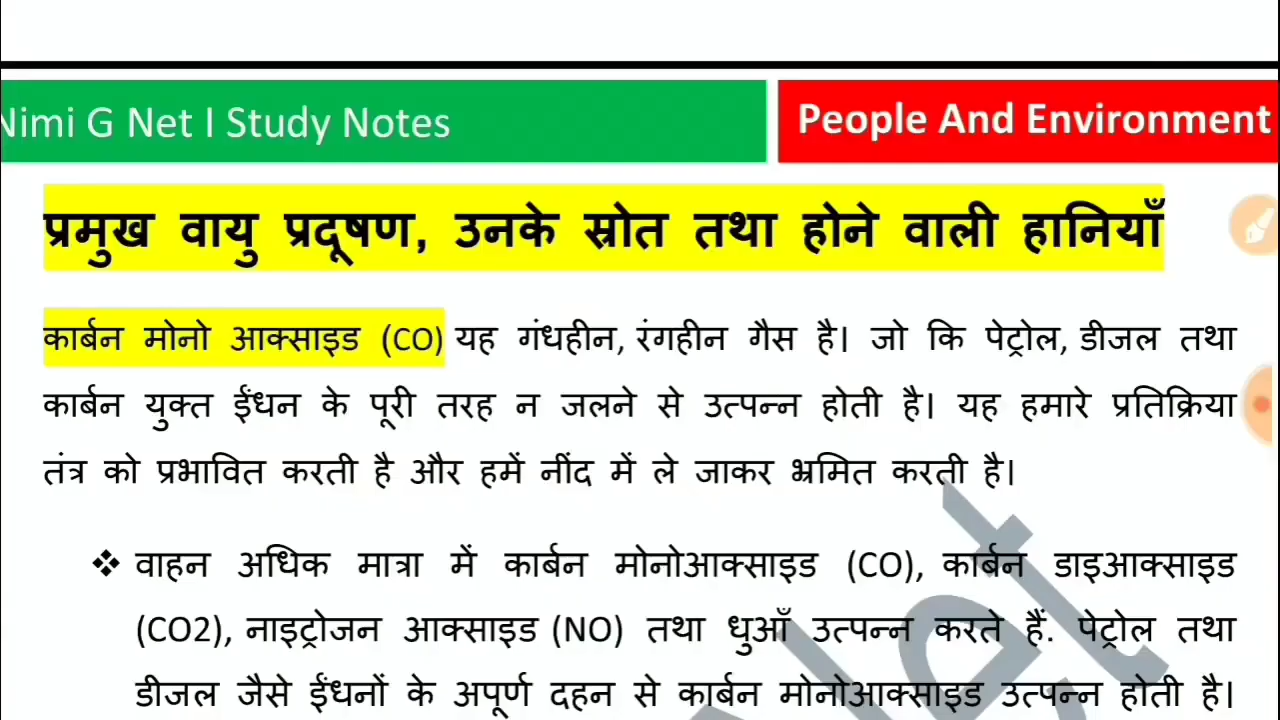 Nimi G Net I Study Notes
People And Environment
प्रमुख वायु प्रदूषण, उनके स्रोत तथा होने वाली हानियाँ
कार्बन मोनो आक्साइड (CO) यह गंधहीन, रंगहीन गैस है। जो कि पेट्रोल, डीजल तथा
कार्बन युक्त ईंधन के पूरी तरह न जलने से उत्पन्न होती है। यह हमारे प्रतिक्रिया
तंत्र को प्रभावित करती है और हमें नींद में ले जाकर भ्रमित करती है।
❖ वाहन अधिक मात्रा में कार्बन मोनोआक्साइड (CO), कार्बन डाइआक्साइड
(CO2), नाइट्रोजन आक्साइड (NO) तथा धुआँ उत्पन्न करते हैं. पेट्रोल तथा
डीजल जैसे ईंधनों के अपूर्ण दहन से कार्बन मोनोआक्साइड उत्पन्न होती है।